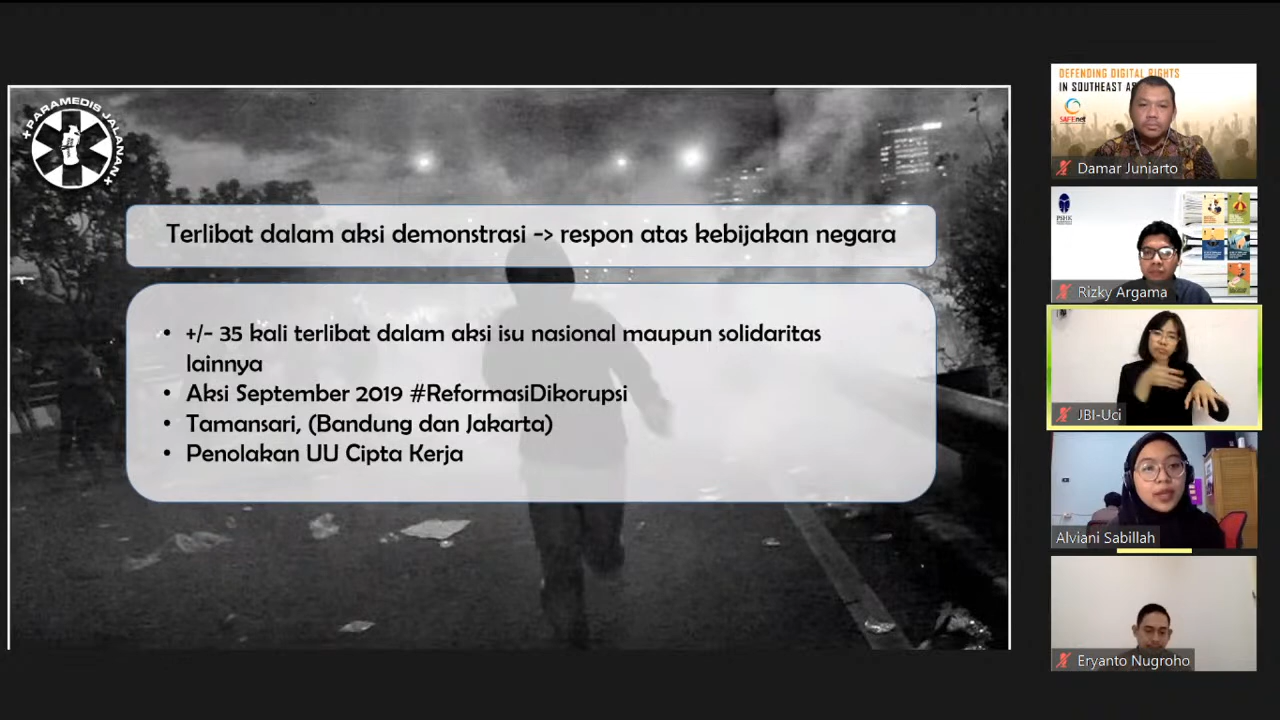 +PARAMEDIS JALANAN+
Terlibat dalam aksi demonstrasi -> respon atas kebijakan negara
• +/- 35 kali terlibat dalam aksi isu nasional maupun solidaritas
lainnya
• Aksi September 2019 #ReformasiDikorupsi
• Tamansari, (Bandung dan Jakarta)
• Penolakan UU Cipta Kerja
DEFENDING DIGITAL RIGHTS
IN SOUTHEAST AS
SAFEnet
Damar Juniarto
PSHK
Rizky Argama
JBI-Uci
Alviani Sabillah
Eryanto Nugroho